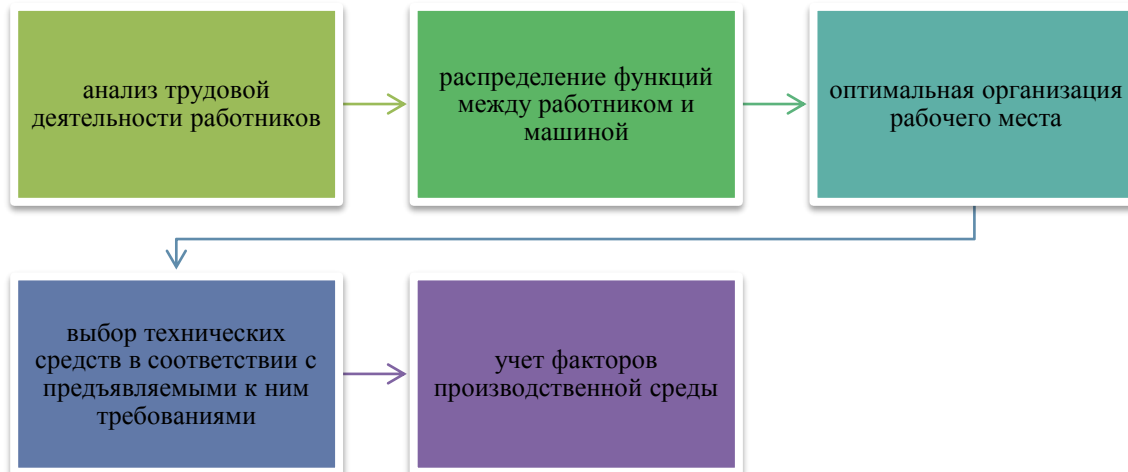 анализ трудовой
деятельности работников
распределение функций
между работником и
машиной
оптимальная организация
рабочего места
выбор технических
средств в соответствии с
предъявляемыми к ним
требованиями
учет факторов
производственной среды